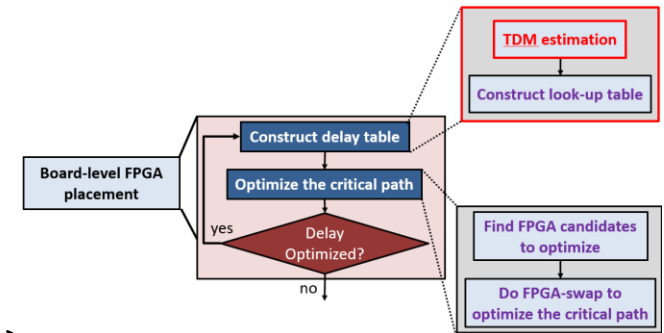 TDM estimation
Construct look-up table
Construct delay table
Board-level FPGA
placement
Optimize the critical path
yes
Delay
Optimized?
no
Find FPGA candidates
to optimize
Do FPGA-swap to
optimize the critical path